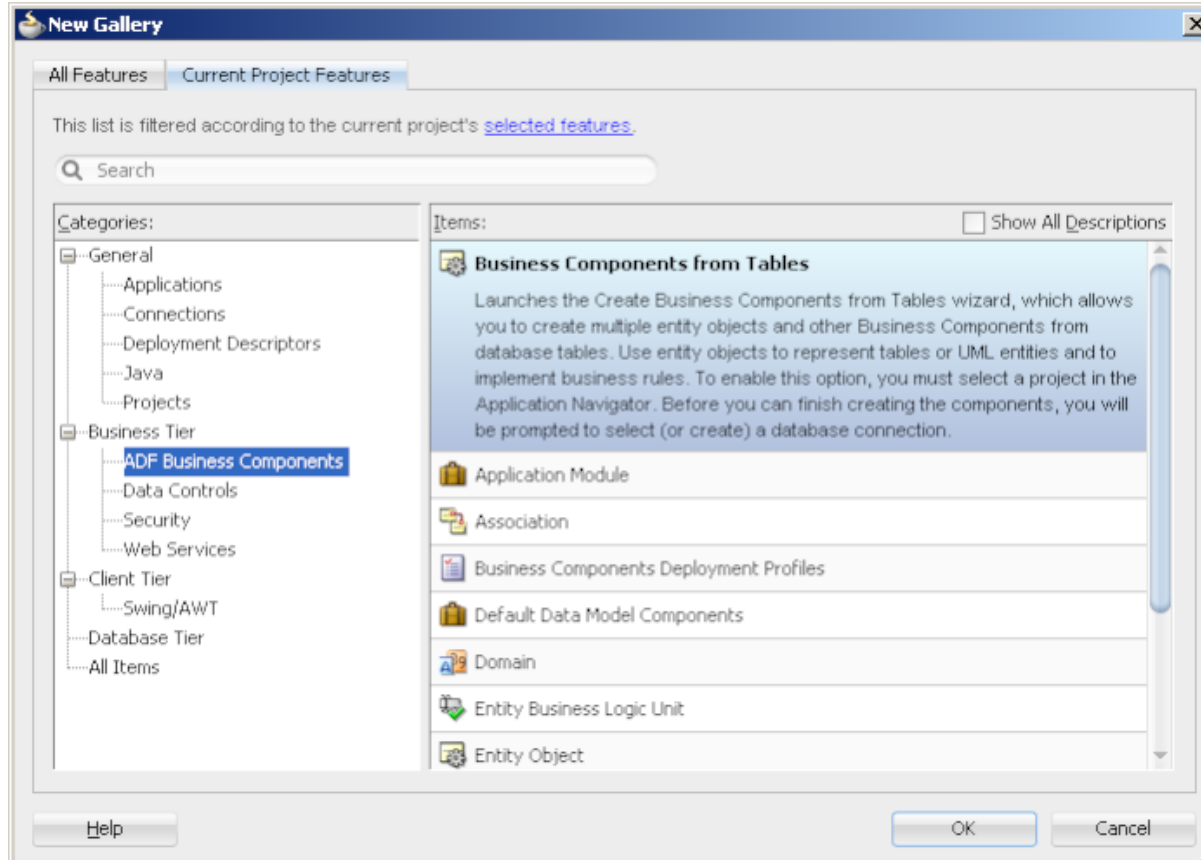 New Gallery
All Features Current Project Features
This list is filtered according to the current project's selected features.
Search
Categories:
General
Applications
Connections
Deployment Descriptors
Java
Projects
Business Tier
ADF Business Components
Data Controls
Security
Web Services
Client Tier
Swing/AWT
Database Tier
All Items
Items: Show All Descriptions
Business Components from Tables
Launches the Create Business Components from Tables wizard, which allows
you to create multiple entity objects and other Business Components from
database tables. Use entity objects to represent tables or UML entities and to
implement business rules. To enable this option, you must select a project in the
Application Navigator. Before you can finish creating the components, you will
be prompted to select (or create) a database connection.
Application Module
Association
Business Components Deployment Profiles
Default Data Model Components
Domain
Entity Business Logic Unit
Entity Object
Help OK Cancel